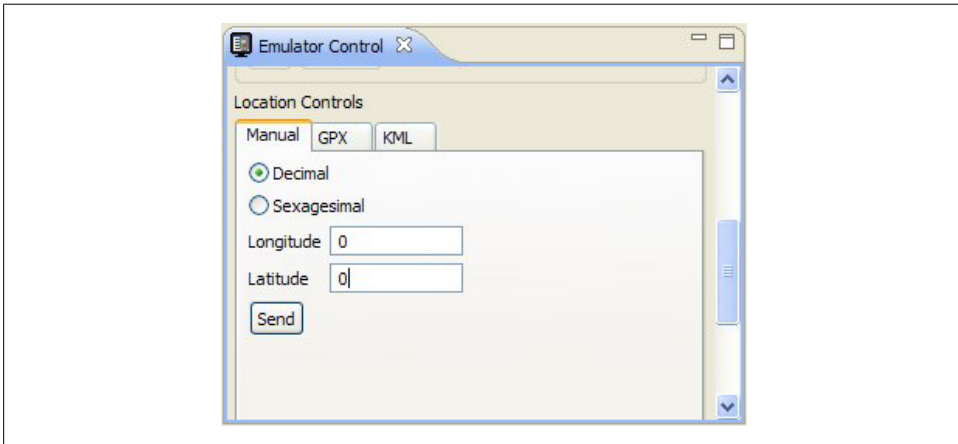 Emulator Control
Location Controls
Manual GPX KML
Decimal
Sexagesimal
Longitude 0
Latitude 0
Send